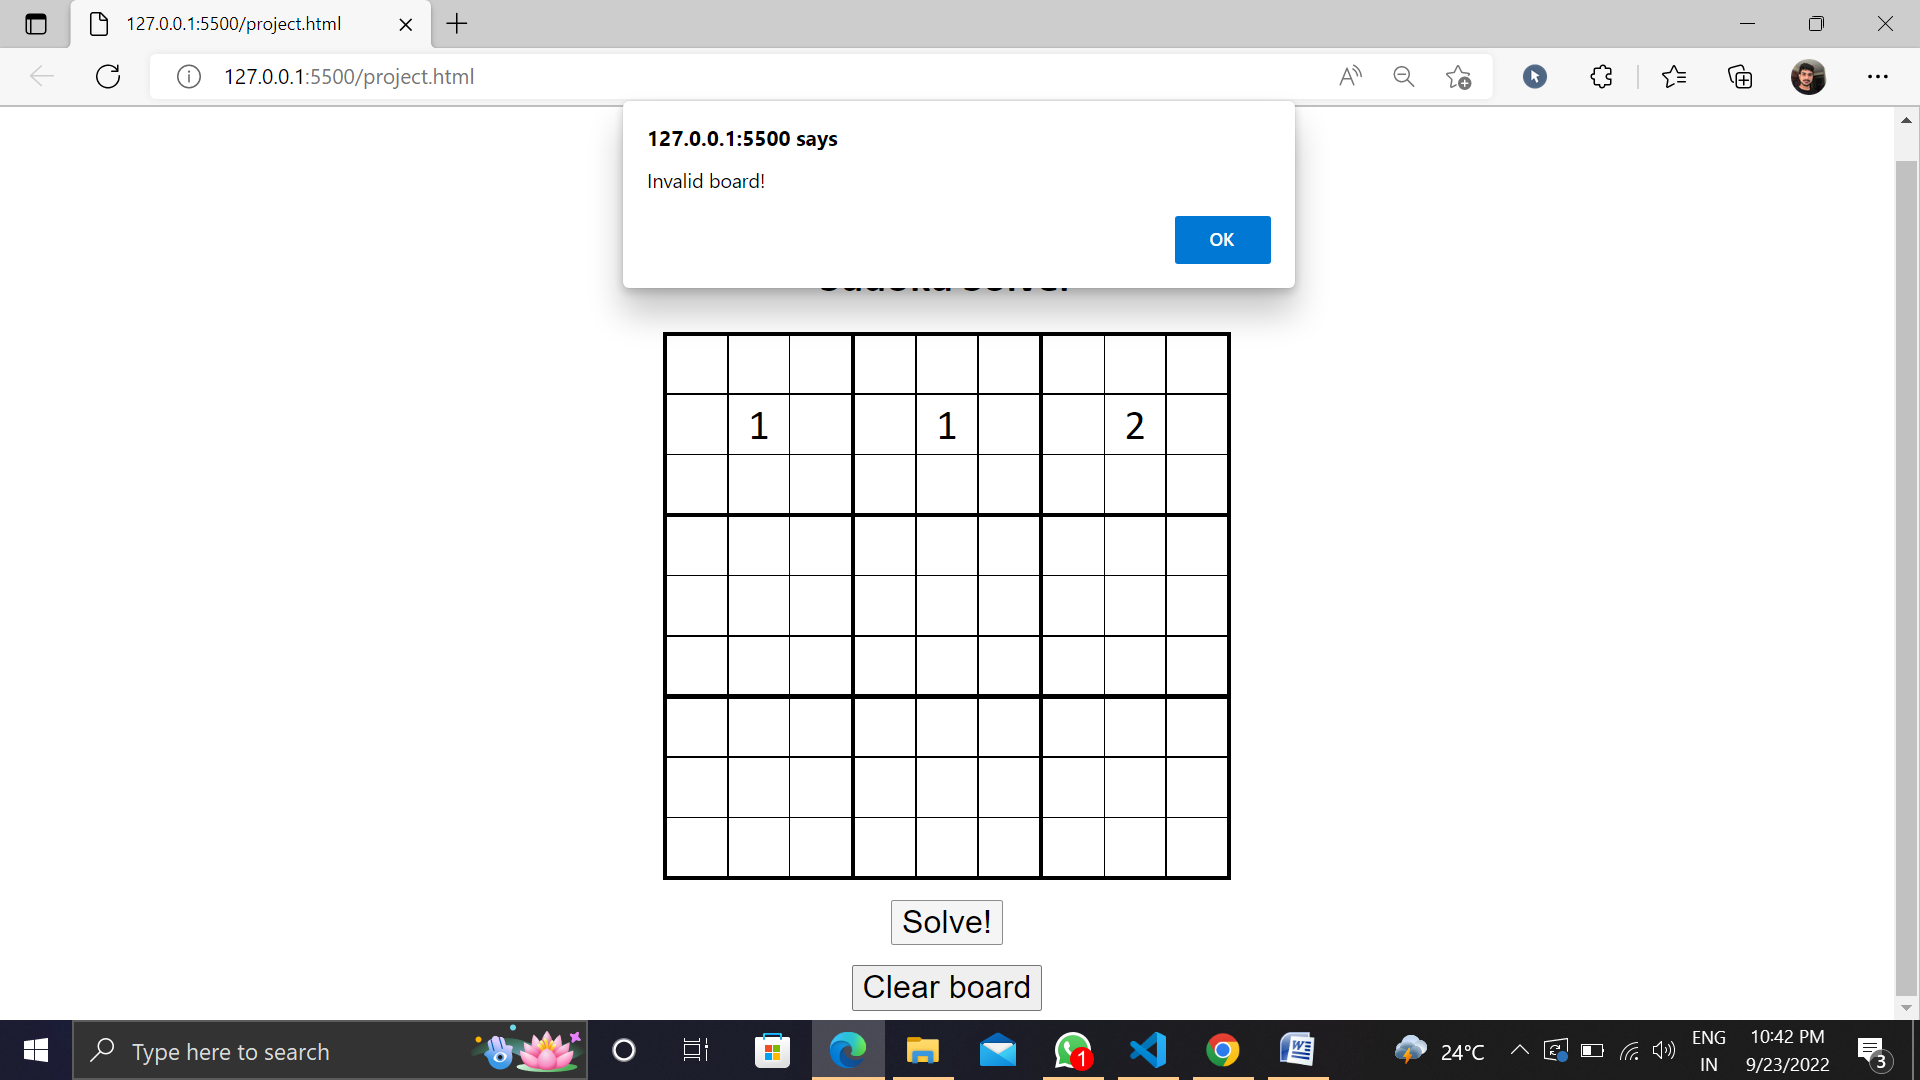 127.0.0.1:5500/project.html
127.0.0.1:5500/project.html
127.0.0.1:5500 says
Invalid board!
OK
Sudoku Solver
1 1 2
Solve!
Clear board
Type here to search
1
24°C
ENG
IN
10:42 PM
9/23/2022
3